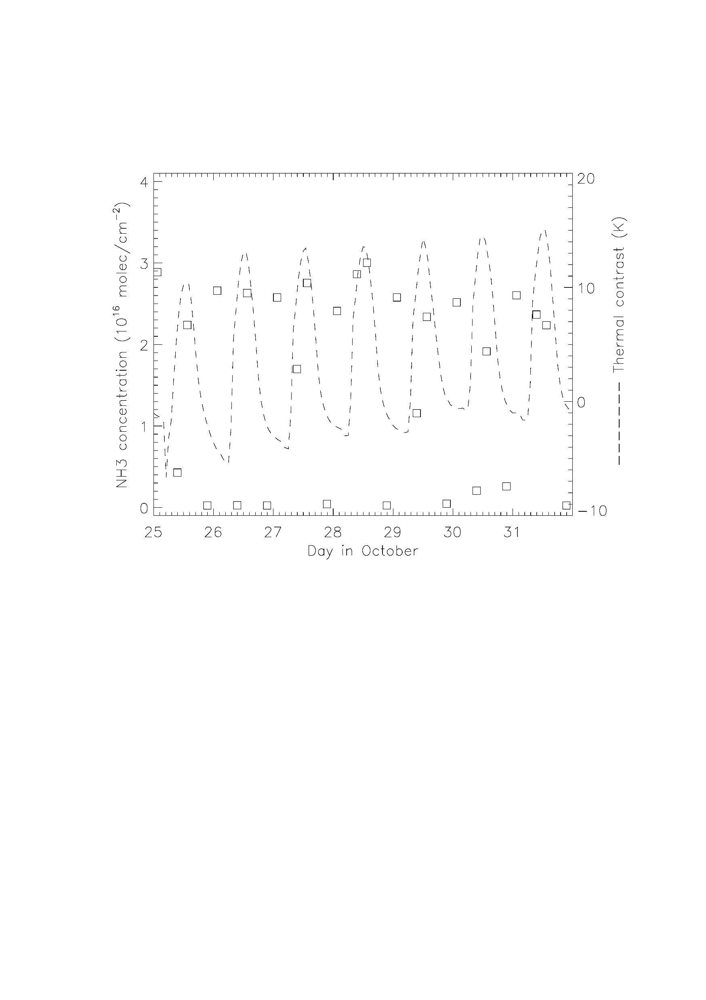 NH3 concentration (10¹⁶ molec/cm⁻²)
4
3
2
1
0
20
10
0
−10
Thermal contrast (K)
25 26 27 28 29 30 31
Day in October